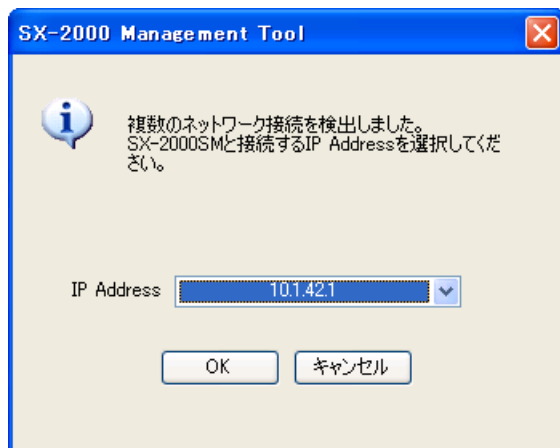 SX-2000 Management Tool
複数のネットワーク接続を検出しました。
SX-2000SMと接続するIP Addressを選択してくだ
さい。
IP Address 10.1.42.1
OK キャンセル